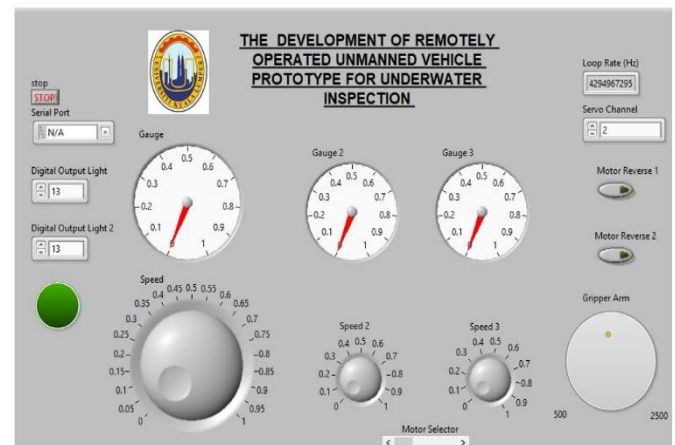 THE DEVELOPMENT OF REMOTELY
OPERATED UNMANNED VEHICLE
PROTOTYPE FOR UNDERWATER
INSPECTION
UNIVERSITI KUALA LUMPUR
stop
STOP
Serial Port
N/A
Digital Output Light
13
Digital Output Light 2
13
Gauge
0 0.1 0.2 0.3 0.4 0.5 0.6 0.7 0.8 0.9 1
Gauge 2
0 0.1 0.2 0.3 0.4 0.5 0.6 0.7 0.8 0.9 1
Gauge 3
0 0.1 0.2 0.3 0.4 0.5 0.6 0.7 0.8 0.9 1
Loop Rate (Hz)
4294967295
Servo Channel
2
Motor Reverse 1
Motor Reverse 2
Speed
0 0.05 0.1 0.15 0.2 0.25 0.3 0.35 0.4 0.45 0.5 0.55 0.6 0.65 0.7 0.75 0.8 0.85 0.9 0.95 1
Speed 2
0 0.1 0.2 0.3 0.4 0.5 0.6 0.7 0.8 0.9 1
Speed 3
0 0.1 0.2 0.3 0.4 0.5 0.6 0.7 0.8 0.9 1
Gripper Arm
500 2500
Motor Selector